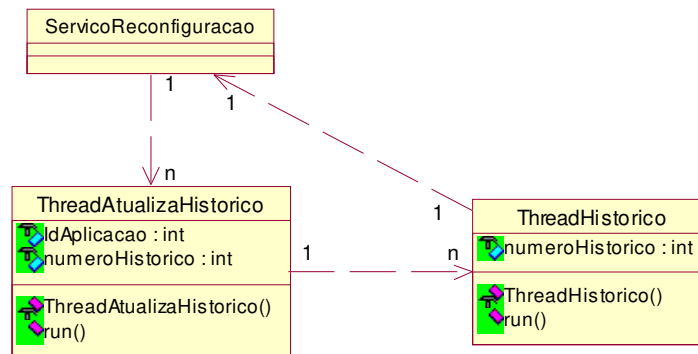 ServicoReconfiguracao
1
1
n
ThreadAtualizaHistorico
IdAplicacao : int
numeroHistorico : int
ThreadAtualizaHistorico()
run()
1
n
1
ThreadHistorico
numeroHistorico : int
ThreadHistorico()
run()